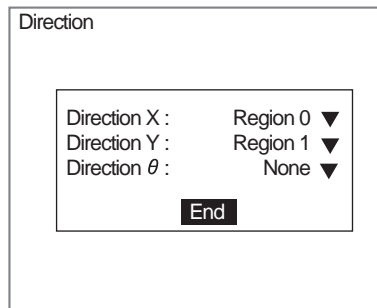 Direction
Direction X : Region 0 ▼
Direction Y : Region 1 ▼
Direction θ : None ▼
End